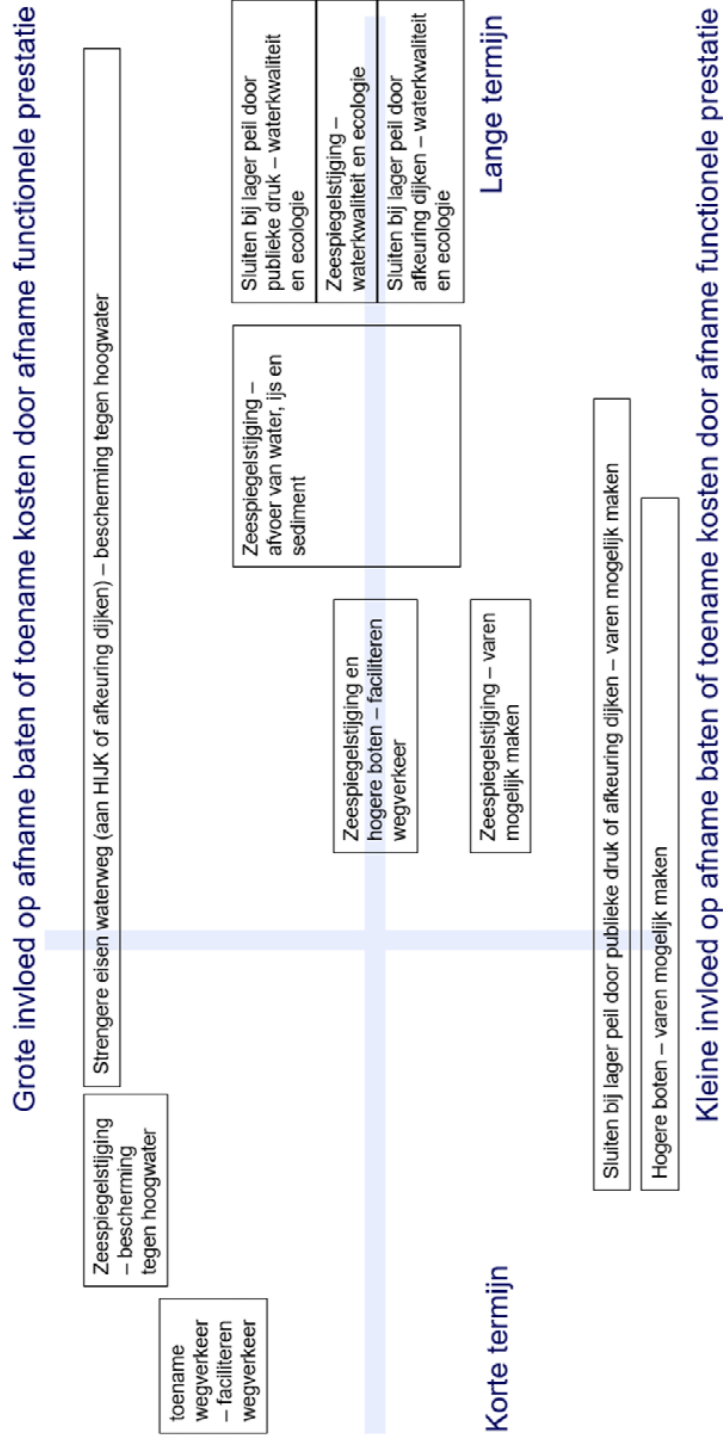 Grote invloed op afname baten of toename kosten door afname functionele prestatie
Strengere eisen waterweg (aan HIJK of afkeuring dijken) – bescherming tegen hoogwater
Zeespiegelstijging
– bescherming
tegen hoogwater
toename
wegverkeer
– faciliteren
wegverkeer
Sluiten bij lager peil door
publieke druk – waterkwaliteit
en ecologie
Zeespiegelstijging –
waterkwaliteit en ecologie
Sluiten bij lager peil door
afkeuring dijken – waterkwaliteit
en ecologie
Zeespiegelstijging –
afvoer van water, ijs en
sediment
Zeespiegelstijging en
hogere boten – faciliteren
wegverkeer
Zeespiegelstijging – varen
mogelijk maken
Korte termijn
Lange termijn
Sluiten bij lager peil door publieke druk of afkeuring dijken – varen mogelijk maken
Hogere boten – varen mogelijk maken
Kleine invloed op afname baten of toename kosten door afname functionele prestatie